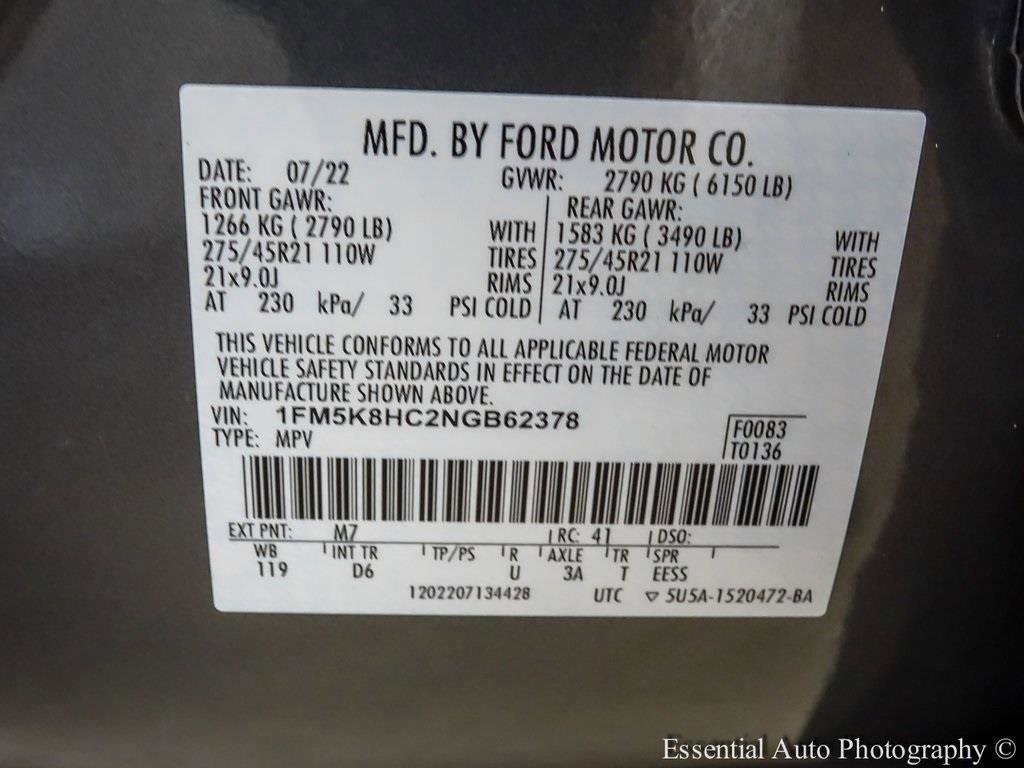 MFD. BY FORD MOTOR CO.
DATE: 07/22 GVWR: 2790 KG ( 6150 LB)
FRONT GAWR: REAR GAWR:
1266 KG ( 2790 LB) WITH 1583 KG ( 3490 LB) WITH
275/45R21 110W TIRES 275/45R21 110W TIRES
21x9.0J RIMS 21x9.0J RIMS
AT 230 kPa/ 33 PSI COLD AT 230 kPa/ 33 PSI COLD
THIS VEHICLE CONFORMS TO ALL APPLICABLE FEDERAL MOTOR
VEHICLE SAFETY STANDARDS IN EFFECT ON THE DATE OF
MANUFACTURE SHOWN ABOVE.
VIN: 1FM5K8HC2NGB62378
TYPE: MPV
F0083
T0136
EXT PNT: M7 RC: 41 DSO:
WB INT TR TP/PS R AXLE TR SPR
119 D6 U 3A T EESS
1202207134428 UTC ▽ 5U5A-1520472-BA
Essential Auto Photography ©